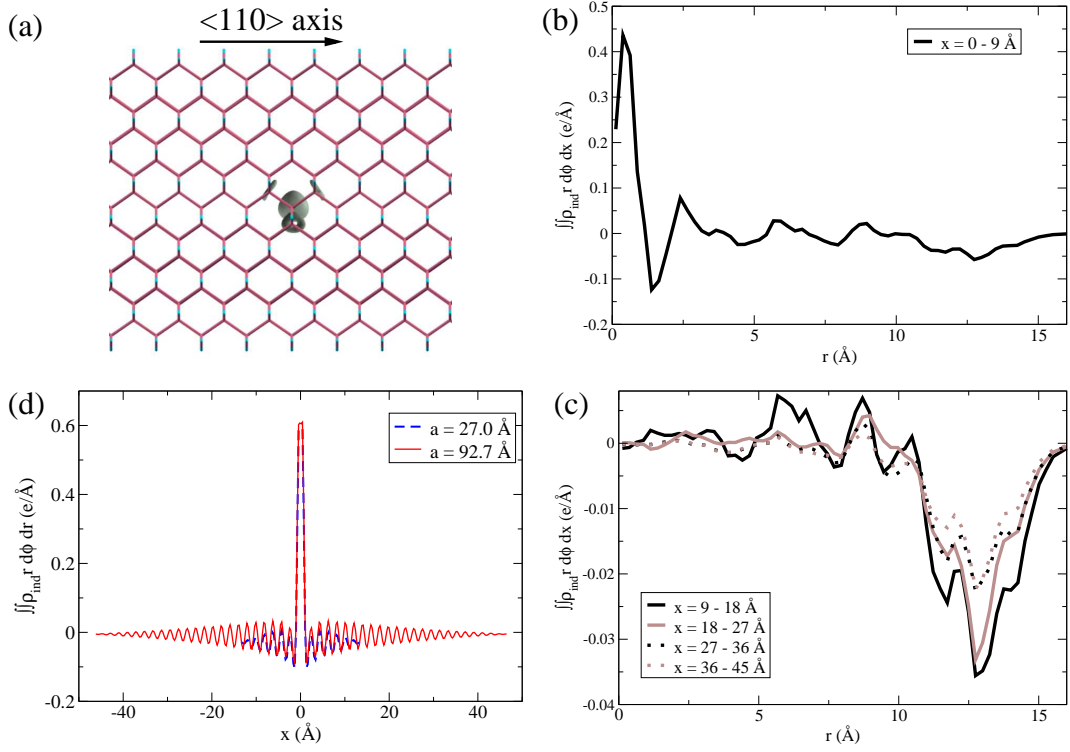 (a)
<110> axis
(b)
0.5
0.4
0.3
0.2
0.1
0
-0.1
-0.2
∫∫ρind r dϕ dx (e/Å)
x = 0 - 9 Å
0 5 10 15
r (Å)
(d)
0.6
0.4
0.2
0
-0.2
∫∫ρind r dϕ dr (e/Å)
a = 27.0 Å
a = 92.7 Å
-40 -20 0 20 40
x (Å)
(c)
0
-0.01
-0.02
-0.03
-0.04
∫∫ρind r dϕ dx (e/Å)
x = 9 - 18 Å
x = 18 - 27 Å
x = 27 - 36 Å
x = 36 - 45 Å
0 5 10 15
r (Å)